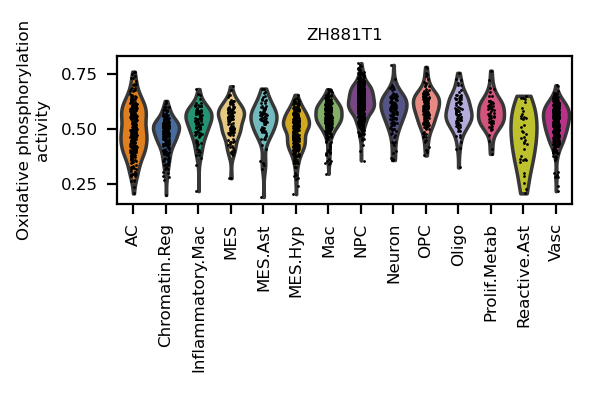 ZH881T1
Oxidative phosphorylation
activity
0.75
0.50
0.25
AC
Chromatin.Reg
Inflammatory.Mac
MES
MES.Ast
MES.Hyp
Mac
NPC
Neuron
OPC
Oligo
Prolif.Metab
Reactive.Ast
Vasc